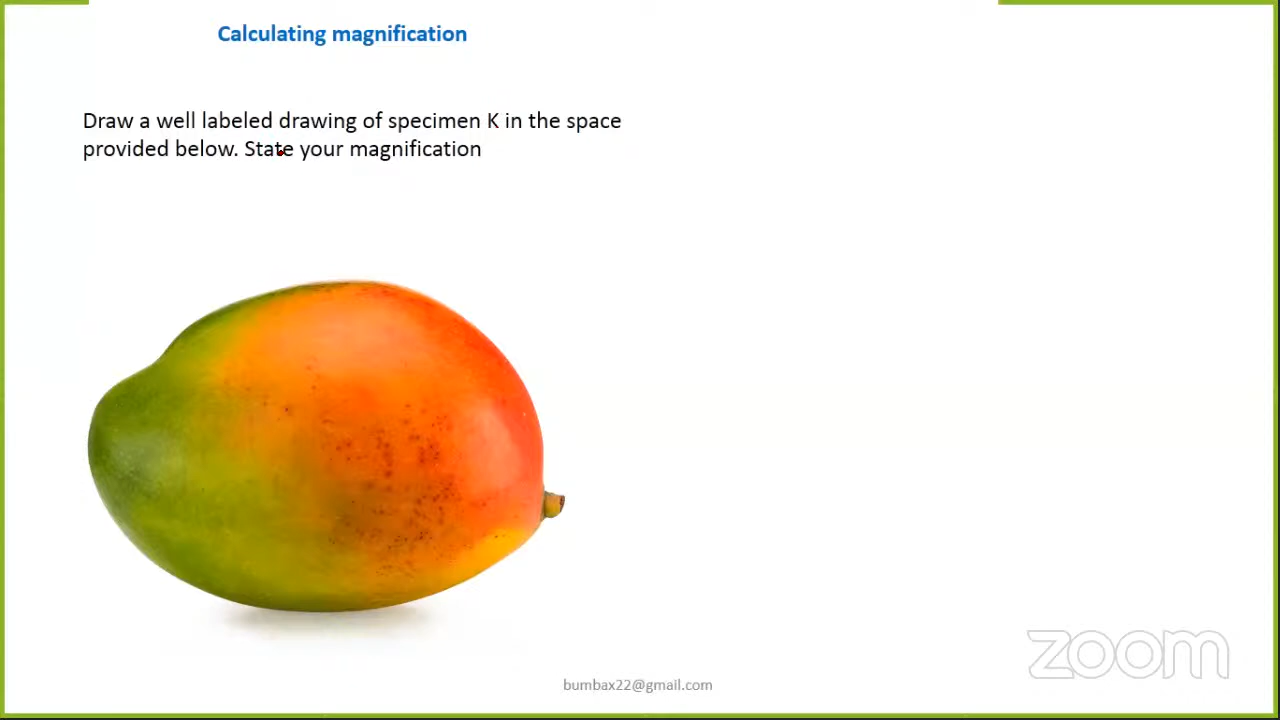 Calculating magnification
Draw a well labeled drawing of specimen K in the space
provided below. State your magnification
zoom
bumbax22@gmail.com